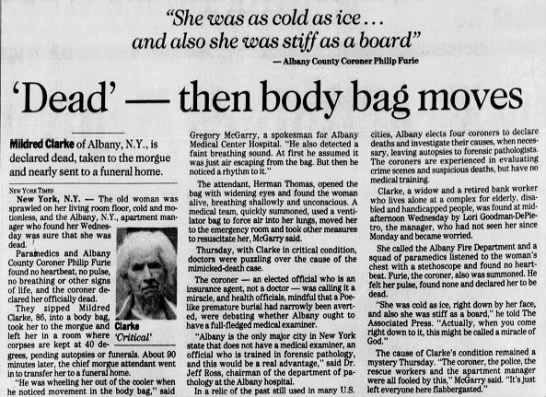 “She was as cold as ice…
and also she was stiff as a board”
— Albany County Coroner Philip Furie
‘Dead’ — then body bag moves
Mildred Clarke of Albany, N.Y., is
declared dead, taken to the morgue
and nearly sent to a funeral home.
NEW YORK TIMES
New York, N.Y. — The old woman was
sprawled on her living room floor, cold and mo-
tionless, and the Albany, N.Y., apartment man-
ager who found her Wednes-
day was sure that she was
dead.
Paramedics and Albany
County Coroner Philip Furie
found no heartbeat, no pulse,
no breathing or other signs
of life, and the coroner de-
clared her officially dead.
They zipped Mildred
Clarke, 86, into a body bag,
took her to the morgue and
left her in a room where
corpses are kept at 40 de-
grees, pending autopsies or funerals. About 90
minutes later, the chief morgue attendant went
in to transfer her to a funeral home.
“He was wheeling her out of the cooler when
he noticed movement in the body bag,” said
Clarke
‘Critical’
Gregory McGarry, a spokesman for Albany
Medical Center Hospital. “He also detected a
faint breathing sound. At first he assumed it
was just air escaping from the bag. But then he
noticed a rhythm to it.”
The attendant, Herman Thomas, opened the
bag with widening eyes and found the woman
alive, breathing shallowly and unconscious. A
medical team, quickly summoned, used a venti-
lator bag to force air into her lungs, moved her
to the emergency room and took other measures
to resuscitate her, McGarry said.
Thursday, with Clarke in critical condition,
doctors were puzzling over the cause of the
mimicked-death case.
The coroner — an elected official who is an
insurance agent, not a doctor — was calling it a
miracle, and health officials, mindful that a Poe-
like premature burial had narrowly been avert-
ed, were debating whether Albany ought to
have a full-fledged medical examiner.
“Albany is the only major city in New York
state that does not have a medical examiner, an
official who is trained in forensic pathology,
and this would be a real advantage,” said Dr.
Jeff Ross, chairman of the department of pa-
thology at the Albany hospital.
In a relic of the past still used in many U.S.
cities, Albany elects four coroners to declare
deaths and investigate their causes, when neces-
sary, leaving autopsies to forensic pathologists.
The coroners are experienced in evaluating
crime scenes and suspicious deaths, but have no
medical training.
Clarke, a widow and a retired bank worker
who lives alone at a complex for elderly, disa-
bled and handicapped people, was found at mid-
afternoon Wednesday by Lori Goodman-DePie-
tro, the manager, who had not seen her since
Monday and became worried.
She called the Albany Fire Department and a
squad of paramedics listened to the woman's
chest with a stethoscope and found no heart-
beat. Furie, the coroner, also was summoned. He
felt her pulse, found none and declared her to be
dead.
“She was cold as ice, right down by her face,
and also she was stiff as a board,” he told The
Associated Press. “Actually, when you come
right down to it, this might be called a miracle of
God.”
The cause of Clarke's condition remained a
mystery Thursday. “The coroner, the police, the
rescue workers and the apartment manager
were all fooled by this,” McGarry said. “It's just
left everyone here flabbergasted.”